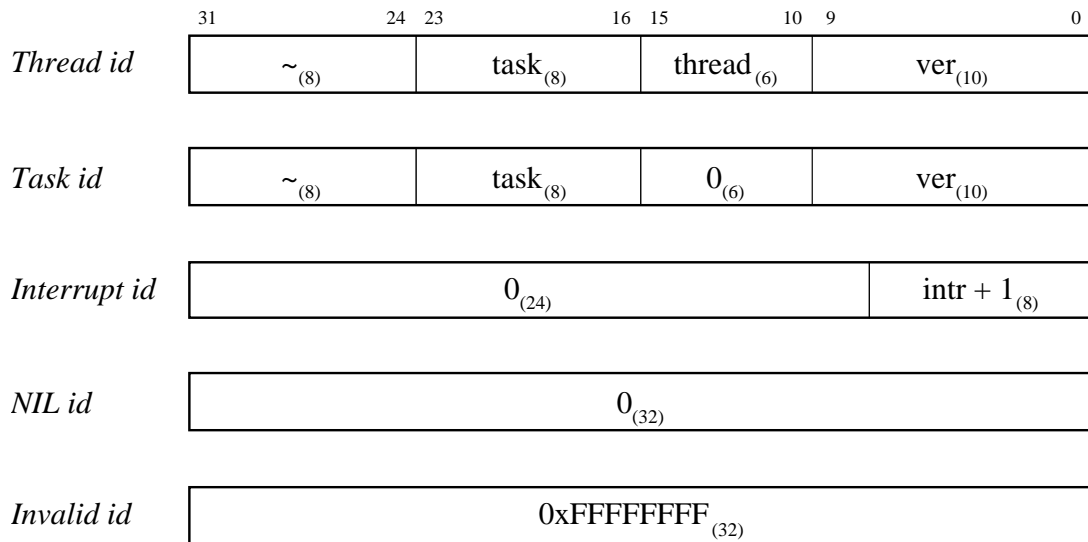 31 24 23 16 15 10 9 0
Thread id ~(8) task(8) thread(6) ver(10)
Task id ~(8) task(8) 0(6) ver(10)
Interrupt id 0(24) intr + 1(8)
NIL id 0(32)
Invalid id 0xFFFFFFFF(32)